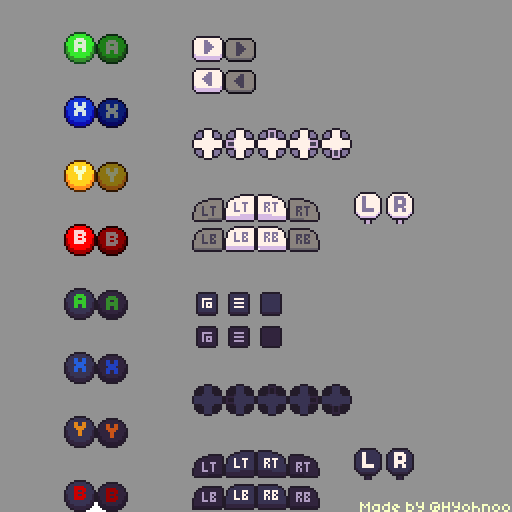 A A
X X
Y Y
LT LT RT RT
L R
B B
LB LB RB RB
A A
X X
Y Y
LT LT RT RT
L R
B B
LB LB RB RB
Made by @HYohnoo